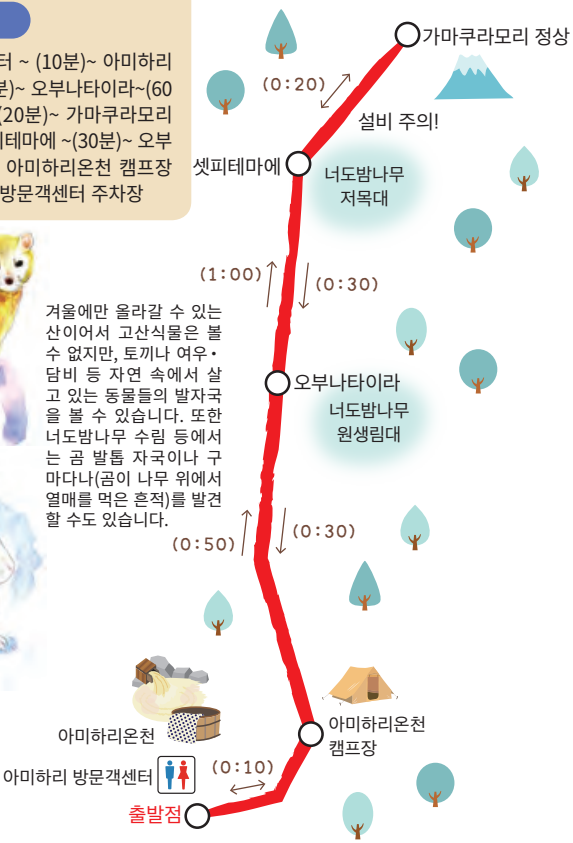 터 ~ (10분)~ 아미하리
분)~ 오부나타이라~(60
(20분)~ 가마쿠라모리
테마에 ~(30분)~ 오부
아미하리온천 캠프장
방문객센터 주차장
가마쿠라모리 정상
(0:20)
설비 주의!
셋피테마에
너도밤나무
저목대
(1:00)
(0:30)
겨울에만 올라갈 수 있는
산이어서 고산식물은 볼
수 없지만, 토끼나 여우・
담비 등 자연 속에서 살
고 있는 동물들의 발자국
을 볼 수 있습니다. 또한
너도밤나무 수림 등에서
는 곰 발톱 자국이나 구
마다나(곰이 나무 위에서
열매를 먹은 흔적)를 발견
할 수도 있습니다.
오부나타이라
너도밤나무
원생림대
(0:50)
(0:30)
아미하리온천
아미하리온천
캠프장
아미하리 방문객센터
(0:10)
출발점